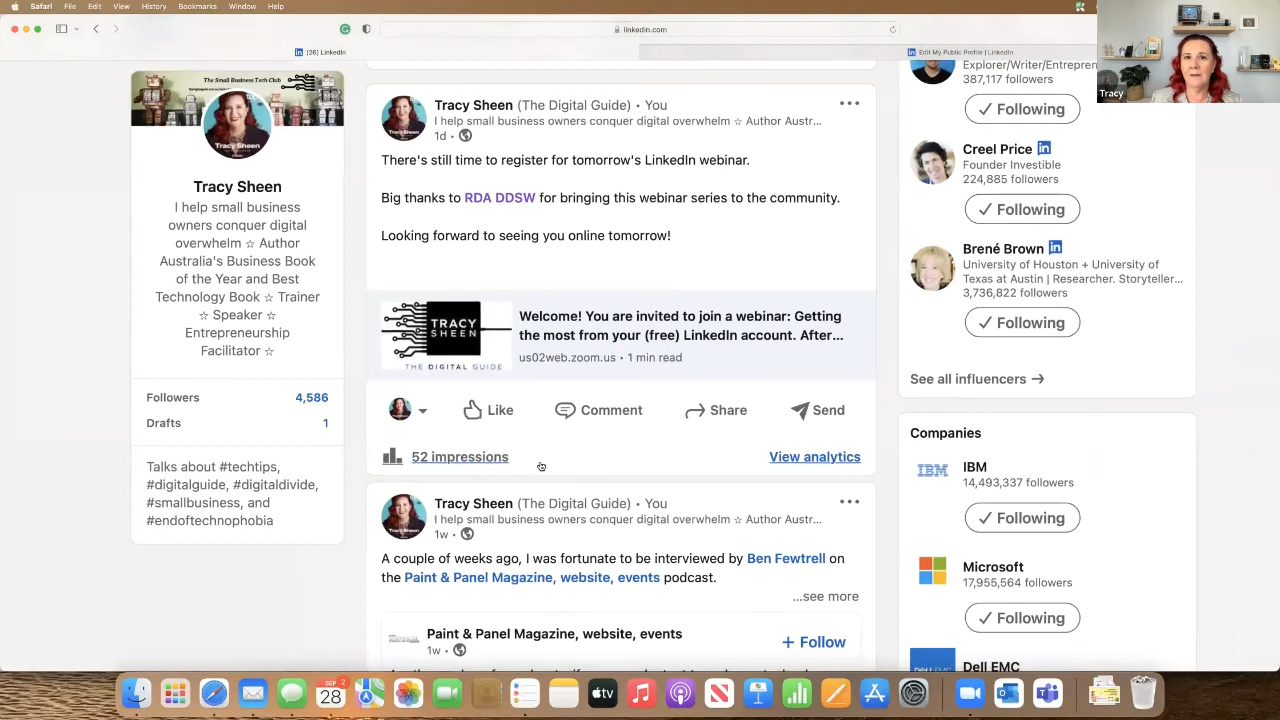 Safari File Edit View History Bookmarks Window Help
linkedin.com
(26) LinkedIn
Edit My Public Profile | LinkedIn
Tracy
The Small Business Tech Club
Tracy Sheen
Tracy Sheen
I help small business
owners conquer digital
overwhelm ☆ Author
Australia's Business Book
of the Year and Best
Technology Book ☆ Trainer
☆ Speaker ☆
Entrepreneurship
Facilitator ☆
Followers 4,586
Drafts 1
Talks about #techtips,
#digitalguide, #digitaldivide,
#smallbusiness, and
#endoftechnophobia
Tracy Sheen (The Digital Guide) • You
I help small business owners conquer digital overwhelm ☆ Author Austr...
1d •
There's still time to register for tomorrow's LinkedIn webinar.
Big thanks to RDA DDSW for bringing this webinar series to the community.
Looking forward to seeing you online tomorrow!
TRACY
SHEEN
THE DIGITAL GUIDE
Welcome! You are invited to join a webinar: Getting
the most from your (free) LinkedIn account. After...
us02web.zoom.us • 1 min read
Like Comment Share Send
52 impressions View analytics
Tracy Sheen (The Digital Guide) • You
I help small business owners conquer digital overwhelm ☆ Author Austr...
1w •
A couple of weeks ago, I was fortunate to be interviewed by Ben Fewtrell on
the Paint & Panel Magazine, website, events podcast.
...see more
Paint & Panel Magazine, website, events
1w •
+ Follow
Explorer/Writer/Entrepren
387,117 followers
✓ Following
Creel Price
Founder Investible
224,885 followers
✓ Following
Brené Brown
University of Houston + University of
Texas at Austin | Researcher. Storyteller...
3,736,822 followers
✓ Following
See all influencers →
Companies
IBM
IBM
14,493,337 followers
✓ Following
Microsoft
17,955,564 followers
✓ Following
Dell EMC
SEP 2
28
tv